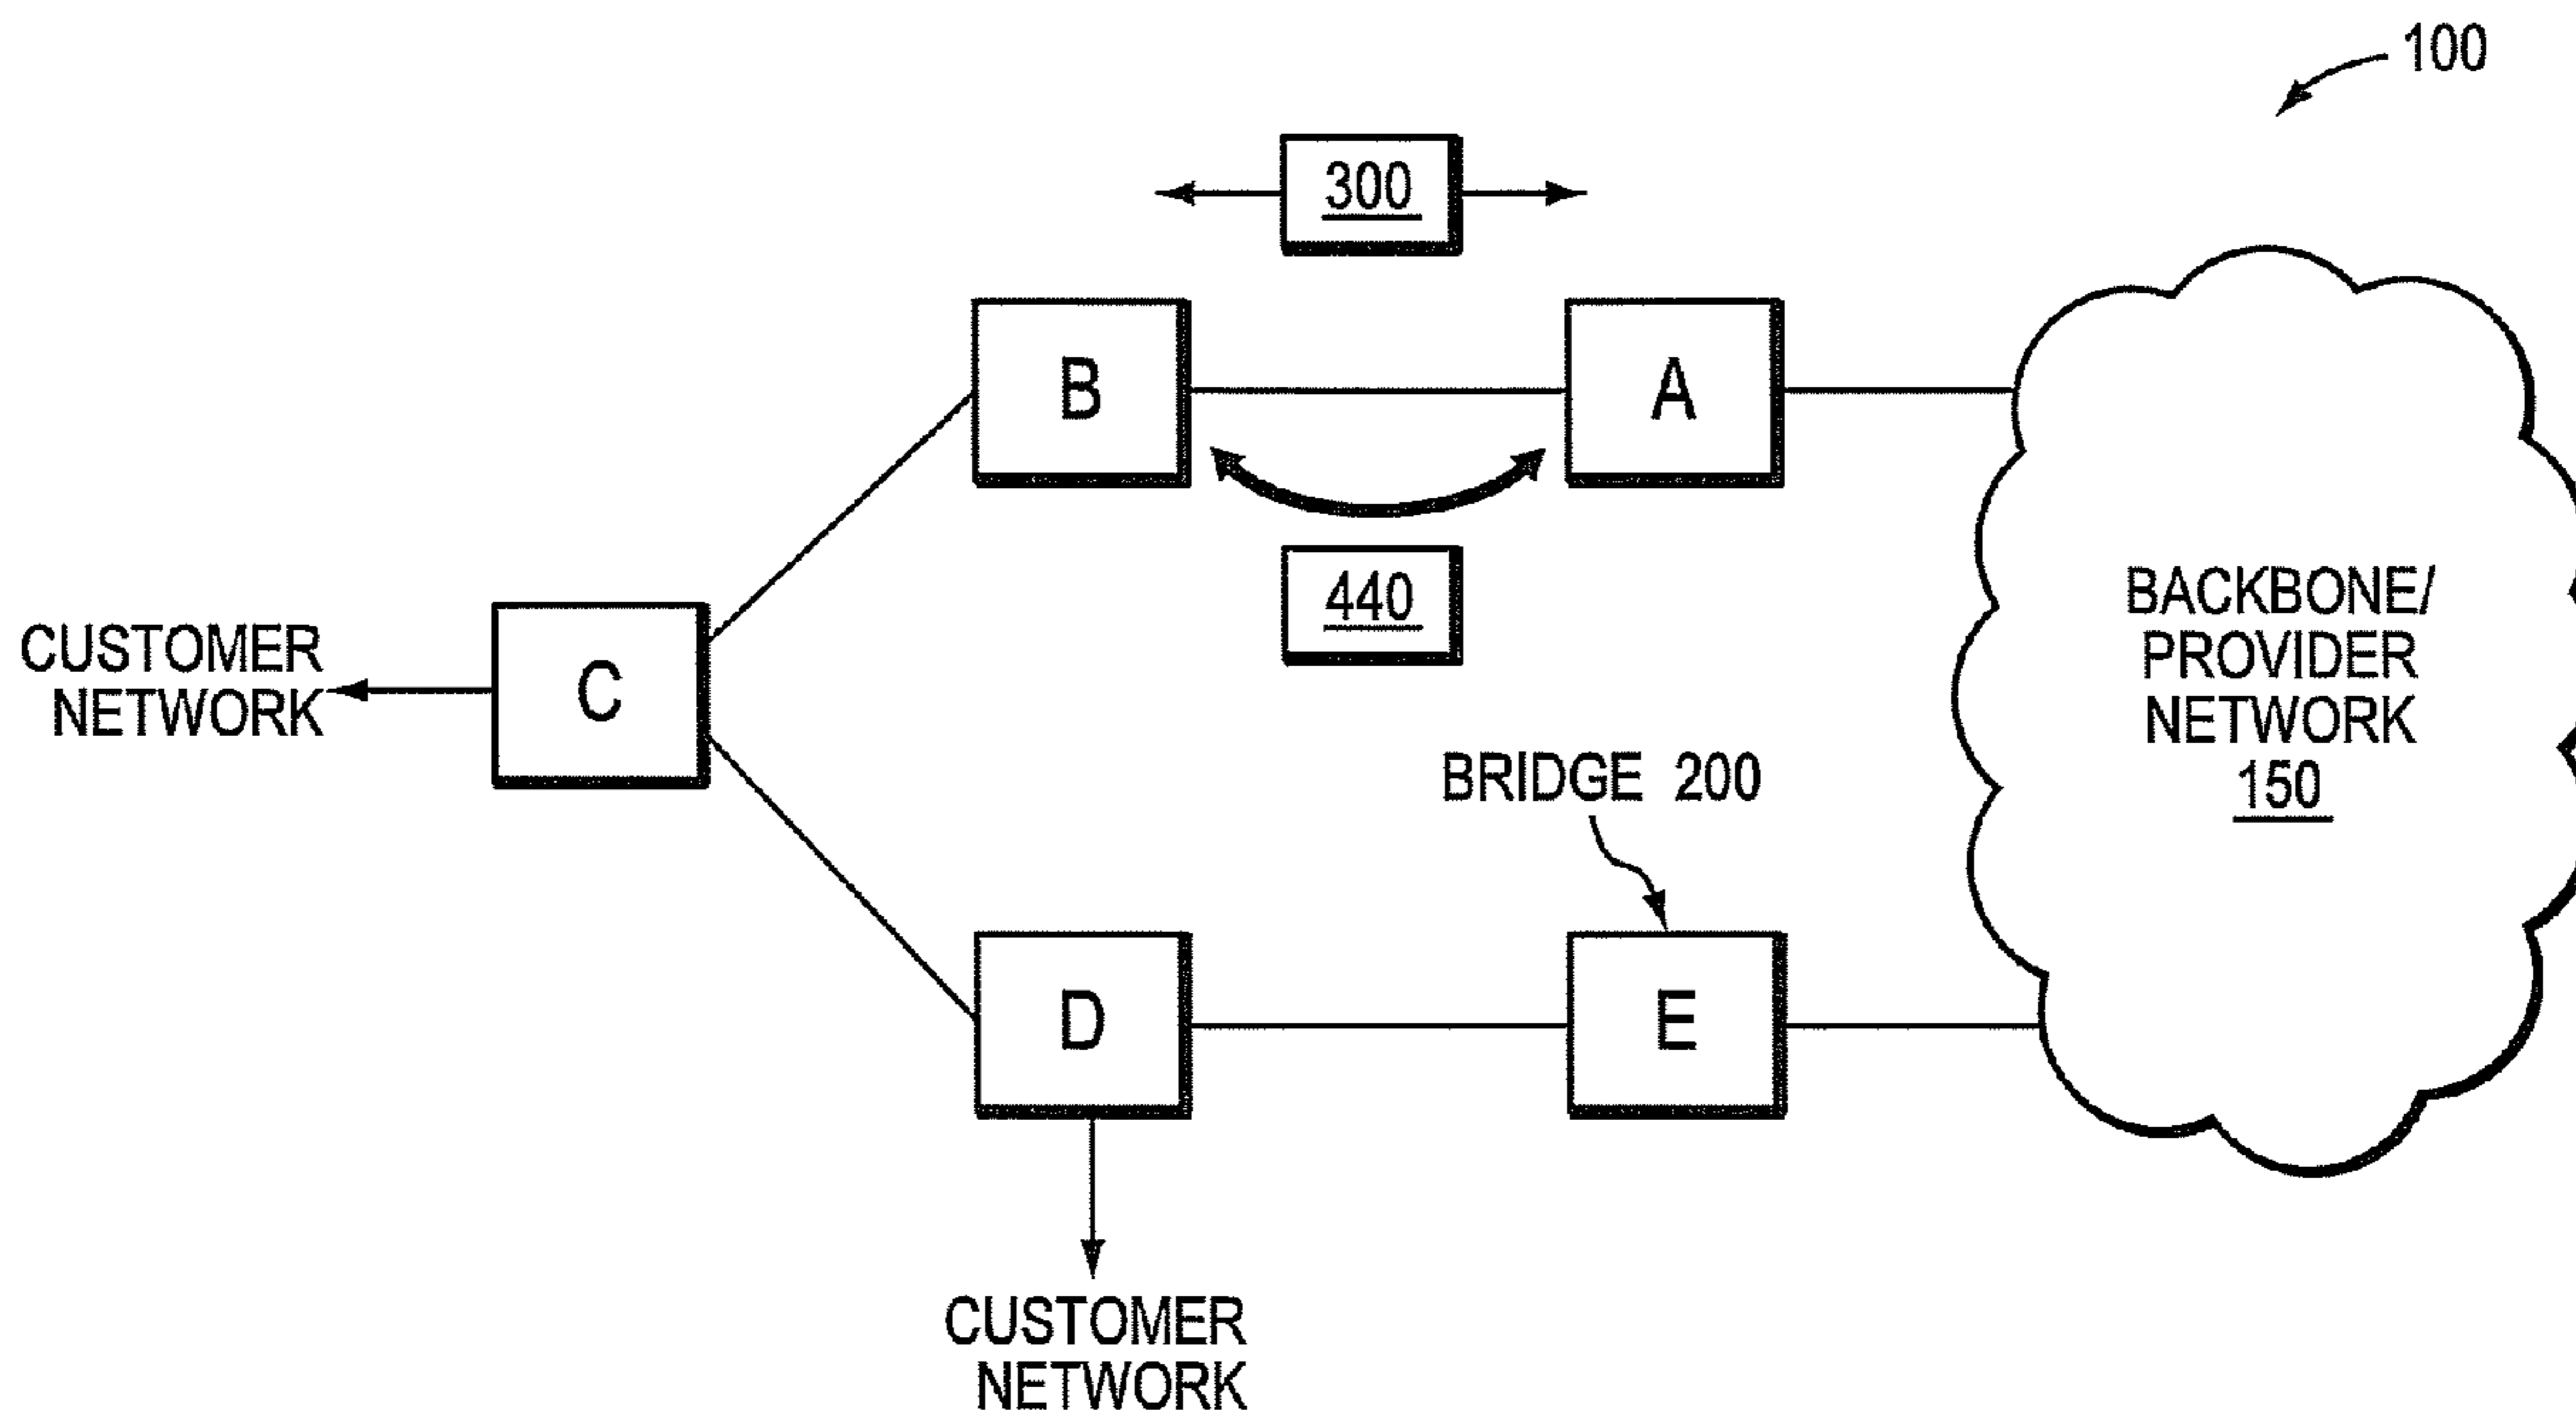 100
300
B
A
440
CUSTOMER
NETWORK
C
BACKBONE/
PROVIDER
NETWORK
150
BRIDGE 200
D
E
CUSTOMER
NETWORK